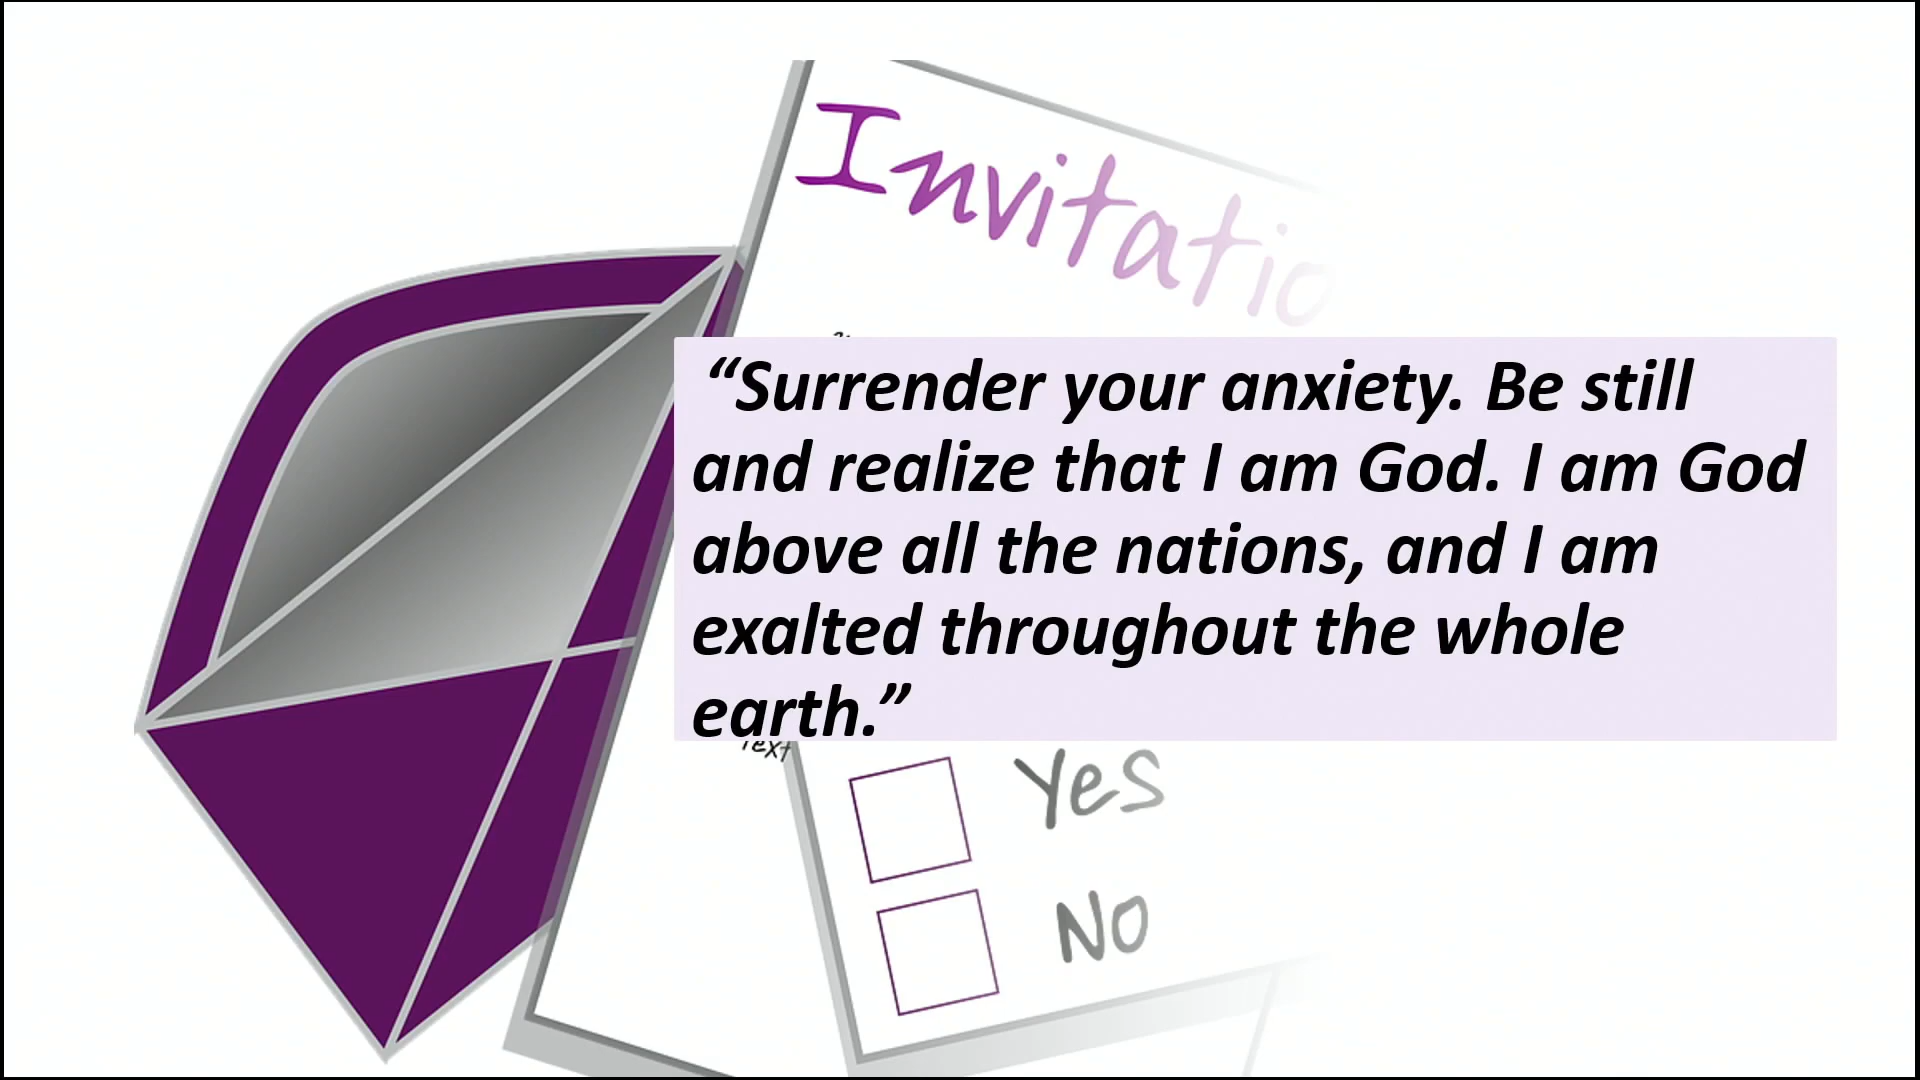 Invitatio
“Surrender your anxiety. Be still
and realize that I am God. I am God
above all the nations, and I am
exalted throughout the whole
earth.”
Text
Yes
No